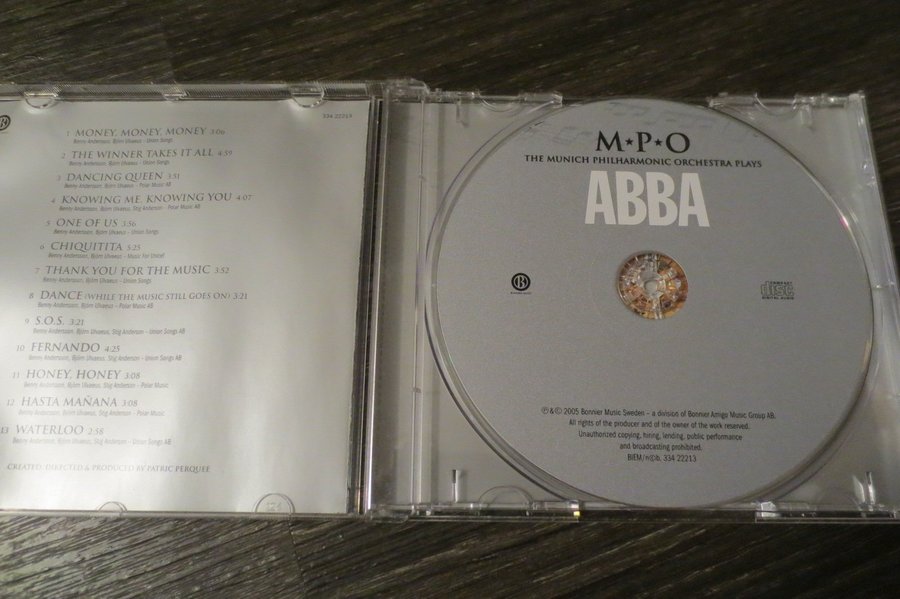 334 22213
1 MONEY, MONEY, MONEY 3:06
Benny Andersson, Björn Ulvaeus - Union Songs
2 THE WINNER TAKES IT ALL 4:59
Benny Andersson, Björn Ulvaeus - Union Songs
3 DANCING QUEEN 3:51
Benny Andersson, Björn Ulvaeus, Stig Anderson - Polar Music AB
4 KNOWING ME, KNOWING YOU 4:07
Benny Andersson, Björn Ulvaeus, Stig Anderson - Polar Music AB
5 ONE OF US 3:56
Benny Andersson, Björn Ulvaeus - Union Songs
6 CHIQUITITA 5:25
Benny Andersson, Björn Ulvaeus - Music For Unicef
7 THANK YOU FOR THE MUSIC 3:52
Benny Andersson, Björn Ulvaeus - Union Songs
8 DANCE (WHILE THE MUSIC STILL GOES ON) 3:21
Benny Andersson, Björn Ulvaeus - Polar Music AB
9 S.O.S. 3:21
Benny Andersson, Björn Ulvaeus, Stig Anderson - Union Songs AB
10 FERNANDO 4:25
Benny Andersson, Björn Ulvaeus, Stig Anderson - Union Songs AB
11 HONEY, HONEY 3:08
Benny Andersson, Björn Ulvaeus, Stig Anderson - Polar Music
12 HASTA MAÑANA 3:08
Benny Andersson, Björn Ulvaeus, Stig Anderson - Polar Music AB
13 WATERLOO 2:58
Benny Andersson, Björn Ulvaeus, Stig Anderson - Union Songs AB
CREATED, DIRECTED & PRODUCED BY PATRIC PERQUEE
M★P★O
THE MUNICH PHILHARMONIC ORCHESTRA PLAYS
ABBA
B
COMPACT
disc
DIGITAL AUDIO
℗&© 2005 Bonnier Music Sweden – a division of Bonnier Amigo Music Group AB.
All rights of the producer and of the owner of the work reserved.
Unauthorized copying, hiring, lending, public performance
and broadcasting prohibited.
BIEM/n©b. 334 22213